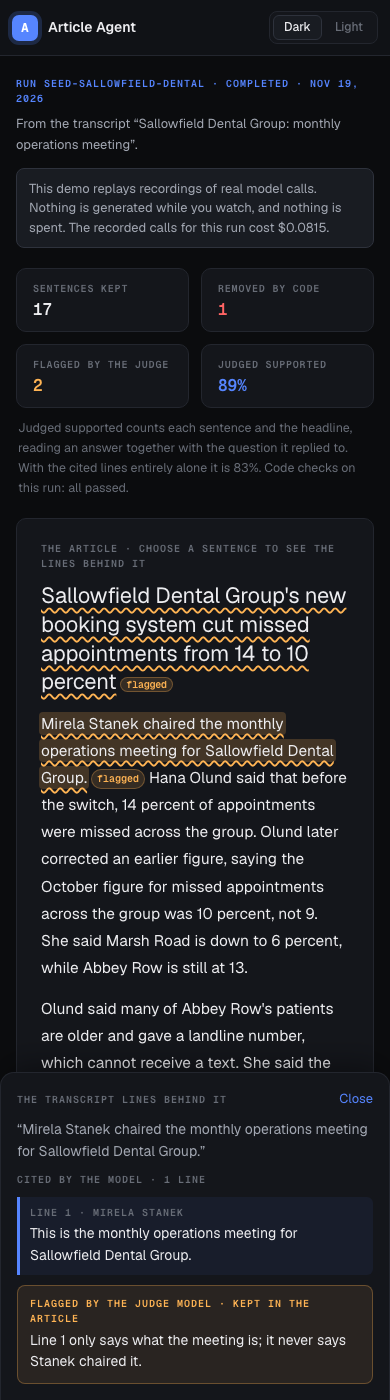 A Article Agent Dark Light
RUN SEED-SALLOWFIELD-DENTAL · COMPLETED · NOV 19,
2026
From the transcript “Sallowfield Dental Group: monthly
operations meeting”.
This demo replays recordings of real model calls.
Nothing is generated while you watch, and nothing is
spent. The recorded calls for this run cost $0.0815.
SENTENCES KEPT
17
REMOVED BY CODE
1
FLAGGED BY THE JUDGE
2
JUDGED SUPPORTED
89%
Judged supported counts each sentence and the headline,
reading an answer together with the question it replied to.
With the cited lines entirely alone it is 83%. Code checks on
this run: all passed.
THE ARTICLE · CHOOSE A SENTENCE TO SEE THE
LINES BEHIND IT
Sallowfield Dental Group's new
booking system cut missed
appointments from 14 to 10
percent flagged
Mirela Stanek chaired the monthly
operations meeting for Sallowfield Dental
Group. flagged Hana Olund said that before
the switch, 14 percent of appointments
were missed across the group. Olund later
corrected an earlier figure, saying the
October figure for missed appointments
across the group was 10 percent, not 9.
She said Marsh Road is down to 6 percent,
while Abbey Row is still at 13.
Olund said many of Abbey Row's patients
are older and gave a landline number,
which cannot receive a text. She said the
THE TRANSCRIPT LINES BEHIND IT Close
“Mirela Stanek chaired the monthly operations meeting
for Sallowfield Dental Group.”
CITED BY THE MODEL · 1 LINE
LINE 1 · MIRELA STANEK
This is the monthly operations meeting for
Sallowfield Dental Group.
FLAGGED BY THE JUDGE MODEL · KEPT IN THE
ARTICLE
Line 1 only says what the meeting is; it never says
Stanek chaired it.